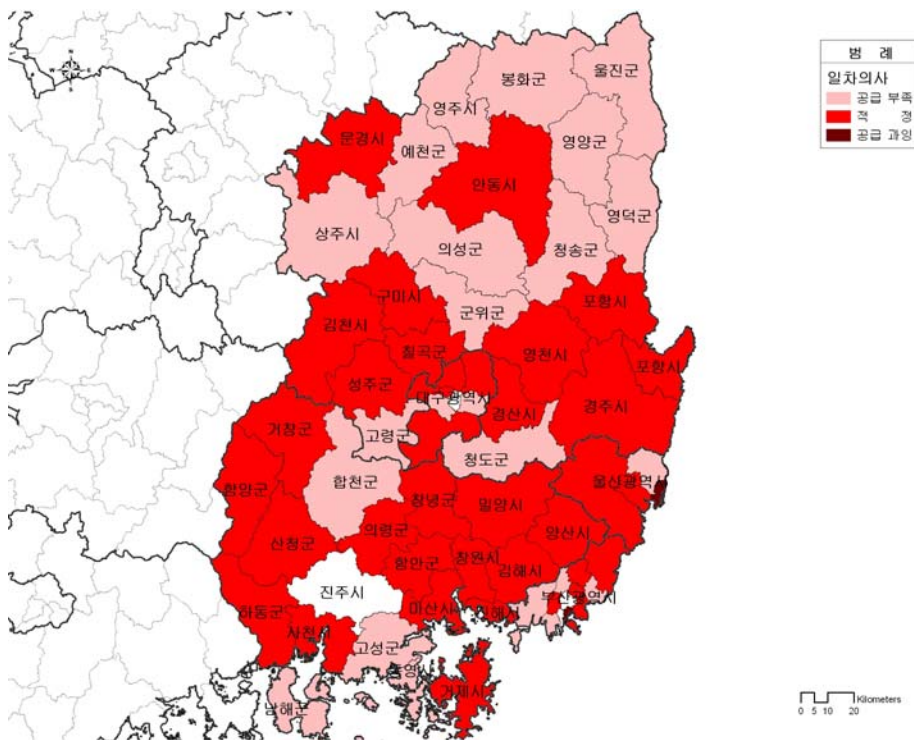 범 례
일차의사
공급 부족
적 정
공급 과잉
N
W E
S
울진군
봉화군
영주시
문경시
예천군
영양군
안동시
영덕군
상주시
의성군
청송군
구미시
군위군
포항시
김천시
칠곡군
영천시
포항시
성주군
대구광역시
경산시
경주시
거창군
고령군
청도군
함양군
합천군
울산광역시
창녕군
밀양시
산청군
의령군
양산시
함안군
창원시
김해시
진주시
부산광역시
하동군
마산시
진해시
사천시
고성군
통영시
거제시
남해군
Kilometers
0 5 10 20